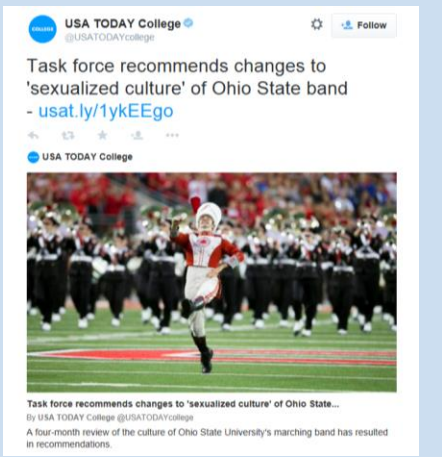 COLLEGE
USA TODAY College
@USATODAYcollege
Follow
Task force recommends changes to
'sexualized culture' of Ohio State band
- usat.ly/1ykEEgo
USA TODAY College
Task force recommends changes to 'sexualized culture' of Ohio State...
By USA TODAY College @USATODAYcollege
A four-month review of the culture of Ohio State University's marching band has resulted
in recommendations.